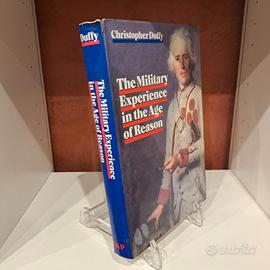 Christopher Duffy
The Military
Experience
in the Age
of Reason
Duffy
The Military Experience
in the Age of Reason
subito